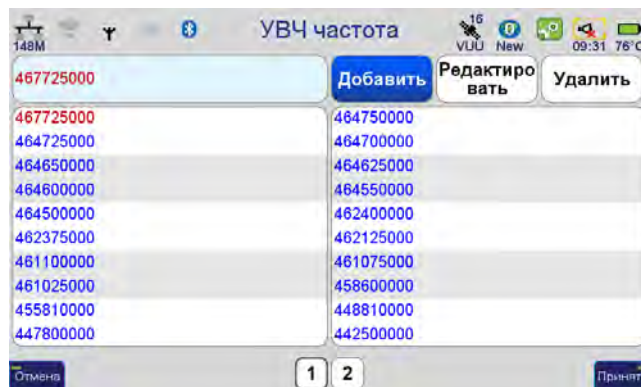 148M
УВЧ частота
16
VUU
New
09:31
76°C
467725000
Добавить
Редактиро
вать
Удалить
467725000
464750000
464725000
464700000
464650000
464625000
464600000
464550000
464500000
462400000
462375000
462125000
461100000
461075000
461025000
458600000
455810000
448810000
447800000
442500000
Отмена
1
2
Принят